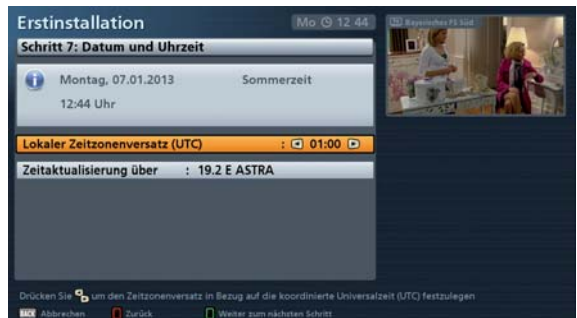 Erstinstallation
Mo 12 44
Bayerisches FS Süd
Schritt 7: Datum und Uhrzeit
Montag, 07.01.2013 Sommerzeit
12:44 Uhr
Lokaler Zeitzonenversatz (UTC) : 01:00
Zeitaktualisierung über : 19.2 E ASTRA
Drücken Sie um den Zeitzonenversatz in Bezug auf die koordinierte Universalzeit (UTC) festzulegen
BACK Abbrechen Zurück Weiter zum nächsten Schritt